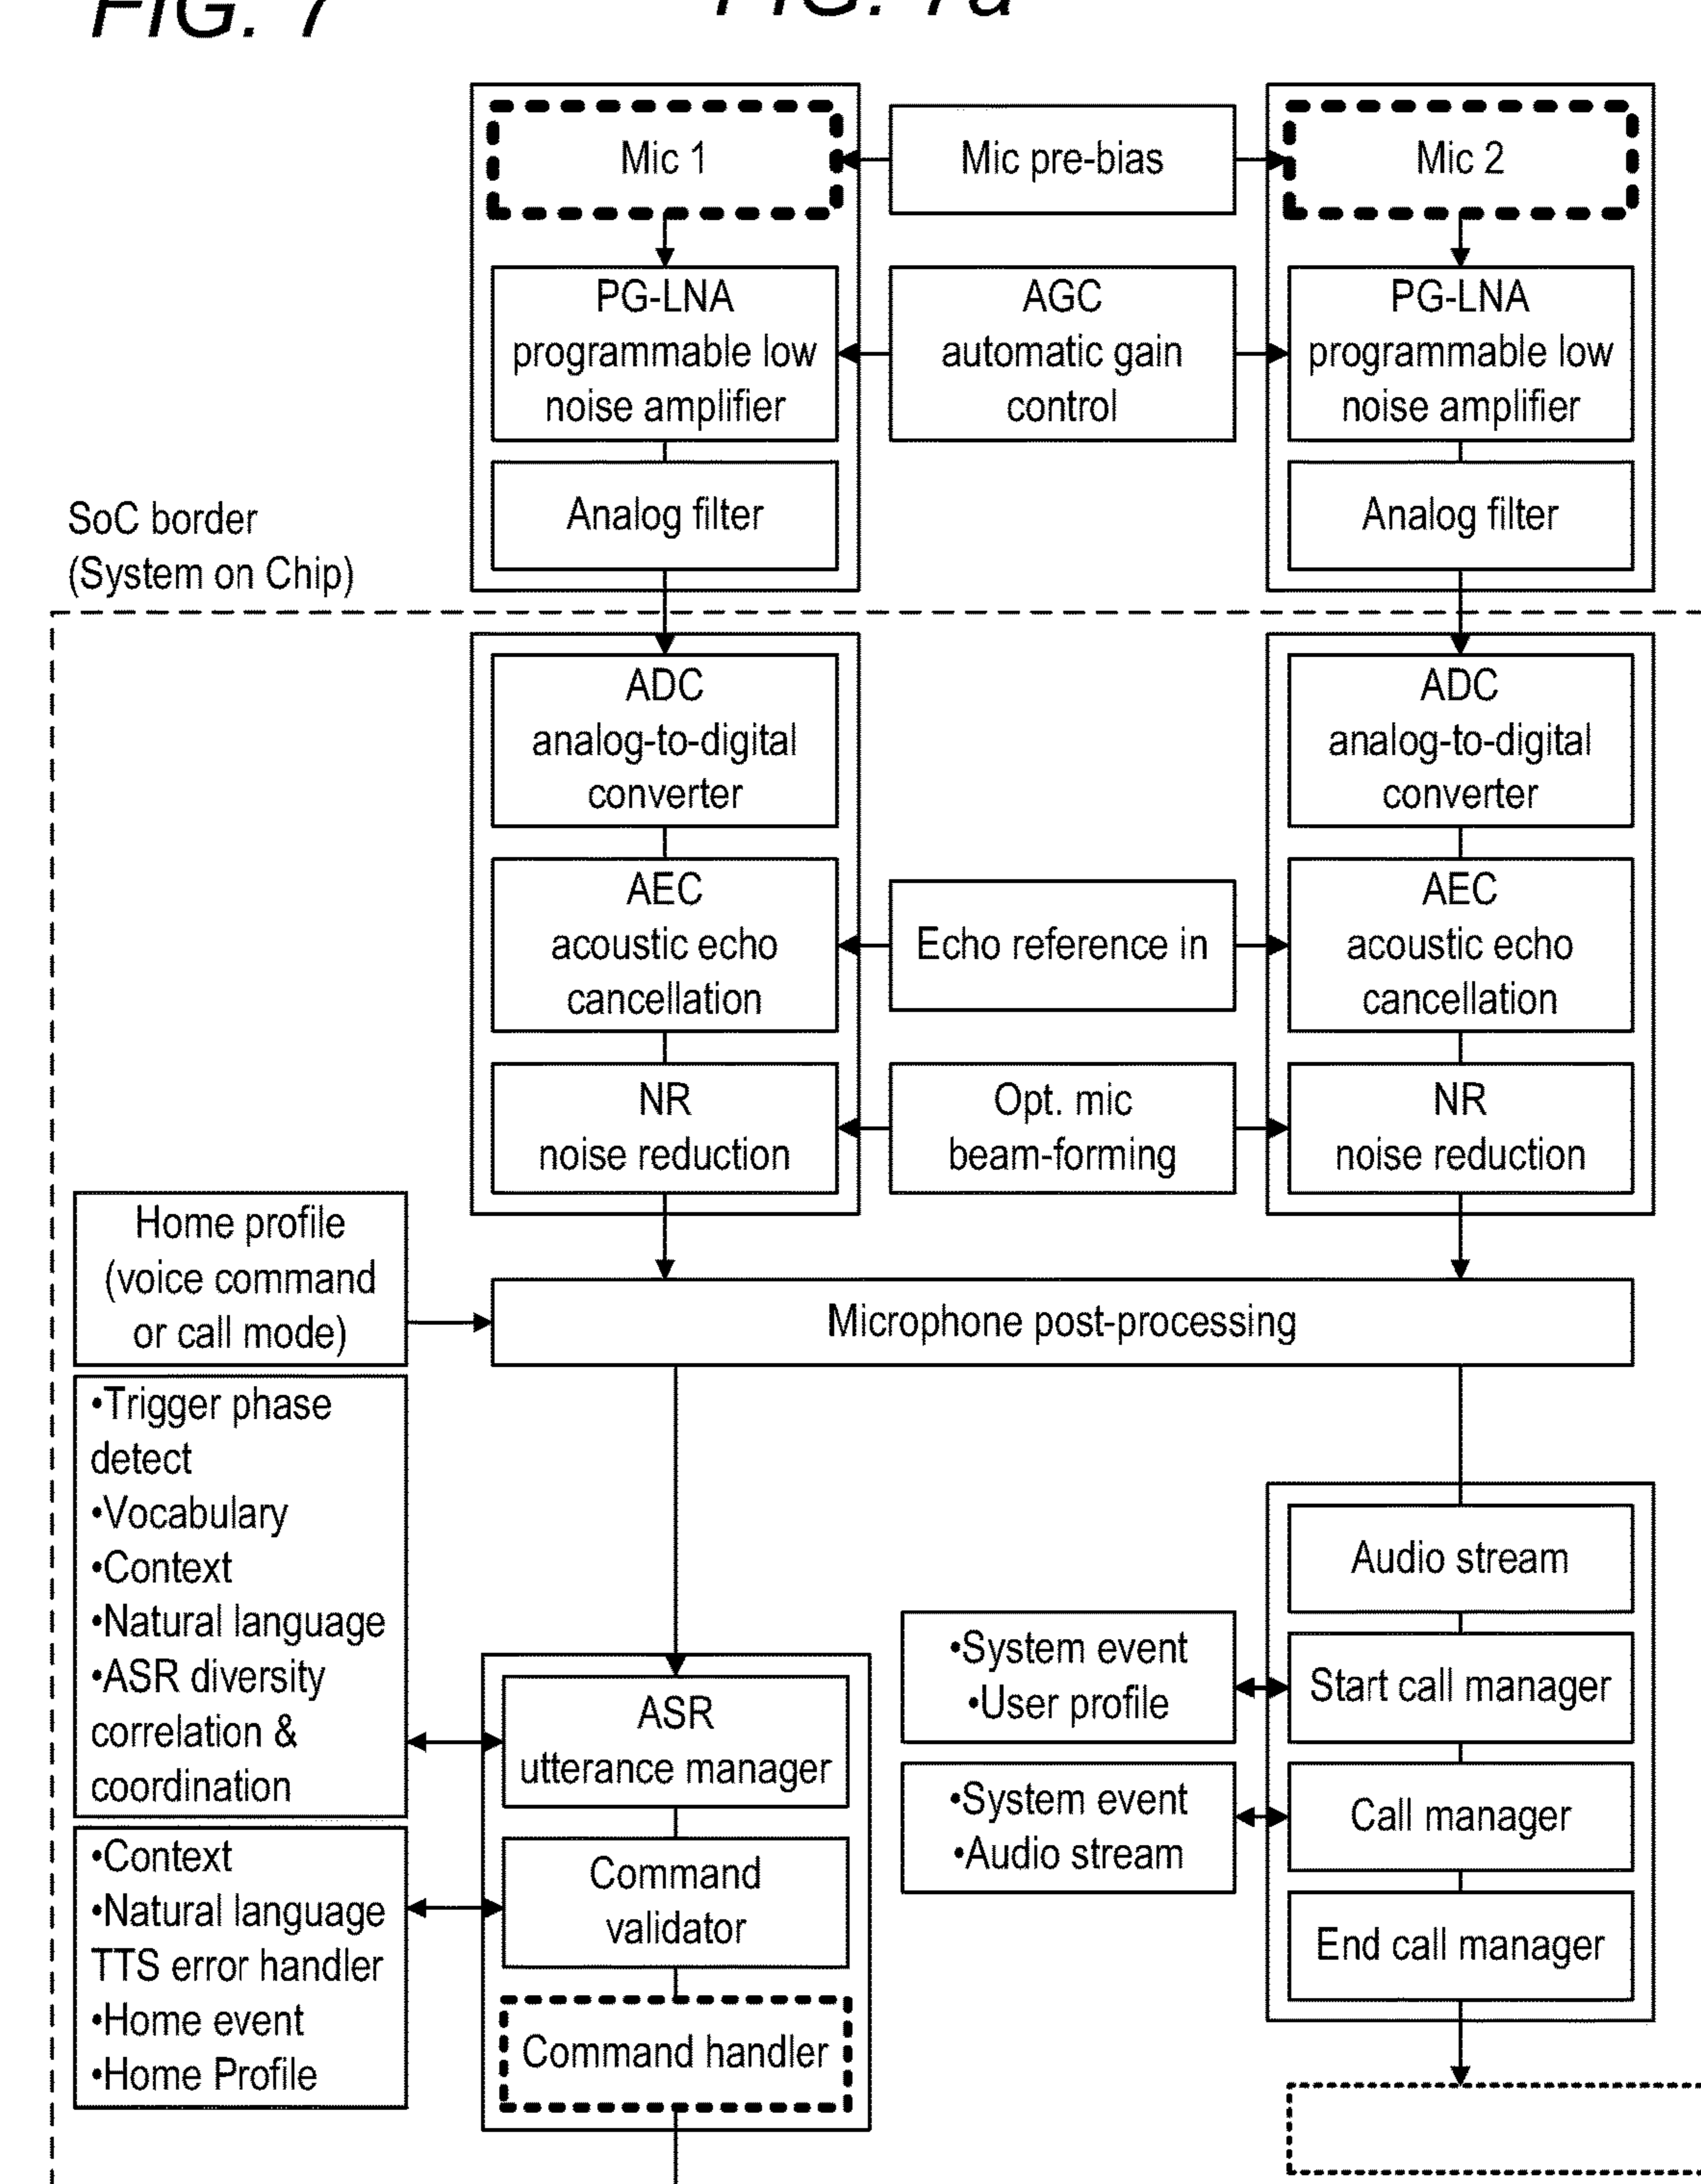 FIG. 7
FIG. 7a
Mic 1
Mic pre-bias
Mic 2
PG-LNA
programmable low
noise amplifier
AGC
automatic gain
control
PG-LNA
programmable low
noise amplifier
Analog filter
Analog filter
SoC border
(System on Chip)
ADC
analog-to-digital
converter
ADC
analog-to-digital
converter
AEC
acoustic echo
cancellation
Echo reference in
AEC
acoustic echo
cancellation
NR
noise reduction
Opt. mic
beam-forming
NR
noise reduction
Home profile
(voice command
or call mode)
Microphone post-processing
•Trigger phase
detect
•Vocabulary
•Context
•Natural language
•ASR diversity
correlation &
coordination
Audio stream
•System event
•User profile
Start call manager
ASR
utterance manager
•System event
•Audio stream
Call manager
•Context
•Natural language
TTS error handler
•Home event
•Home Profile
Command
validator
End call manager
Command handler